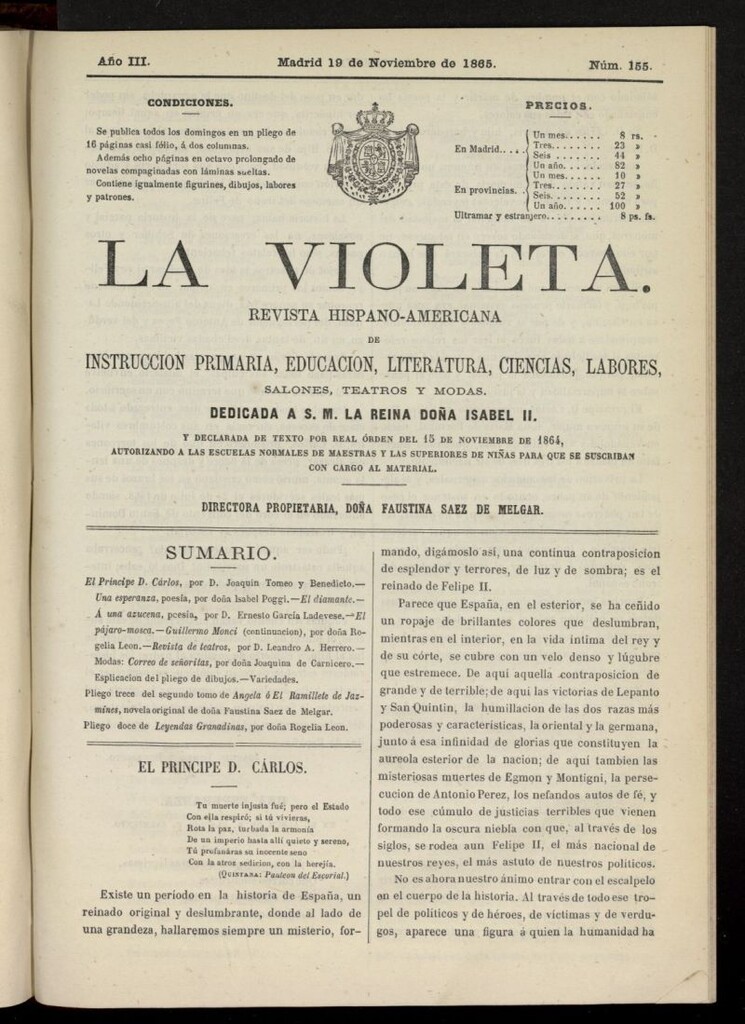 Año III.
Madrid 19 de Noviembre de 1865.
Núm. 155.
CONDICIONES.
Se publica todos los domingos en un pliego de
16 páginas casi fólio, á dos columnas.
Además ocho páginas en octavo prolongado de
novelas compaginadas con láminas sueltas.
Contiene igualmente figurines, dibujos, labores
y patrones.
PRECIOS.
En Madrid....
Un mes...... 8 rs.
Tres........ 23 »
Seis ....... 44 »
Un año...... 82 »
En provincias. .
Un mes...... 10 »
Tres........ 27 »
Seis........ 52 »
Un año...... 100 »
Ultramar y estranjero......... 8 ps. fs.
LA VIOLETA.
REVISTA HISPANO-AMERICANA
DE
INSTRUCCION PRIMARIA, EDUCACION, LITERATURA, CIENCIAS, LABORES,
SALONES, TEATROS Y MODAS.
DEDICADA A S. M. LA REINA DOÑA ISABEL II.
Y DECLARADA DE TEXTO POR REAL ÓRDEN DEL 15 DE NOVIEMBRE DE 1864,
AUTORIZANDO A LAS ESCUELAS NORMALES DE MAESTRAS Y LAS SUPERIORES DE NIÑAS PARA QUE SE SUSCRIBAN
CON CARGO AL MATERIAL.
DIRECTORA PROPIETARIA, DOÑA FAUSTINA SAEZ DE MELGAR.
SUMARIO.
El Príncipe D. Cárlos, por D. Joaquin Tomeo y Benedicto.—
Una esperanza, poesía, por doña Isabel Poggi.—El diamante.—
Á una azucena, poesía, por D. Ernesto García Ladevese.—El
pájaro-mosca.—Guillermo Monci (continuacion), por doña Ro-
gelia Leon.—Revista de teatros, por D. Leandro A. Herrero.—
Modas: Correo de señoritas, por doña Joaquina de Carnicero.—
Esplicacion del pliego de dibujos.—Variedades.
Pliego trece del segundo tomo de Angela ó El Ramillete de Jaz-
mines, novela original de doña Faustina Saez de Melgar.
Pliego doce de Leyendas Granadinas, por doña Rogelia Leon.
EL PRINCIPE D. CÁRLOS.
Tu muerte injusta fué; pero el Estado
Con ella respiró; si tú vivieras,
Rota la paz, turbada la armonía
De un imperio hasta allí quieto y sereno,
Tú profanáras su inocente seno
Con la atroz sedicion, con la herejía.
(QUINTANA: Panteon del Escorial.)
Existe un período en la historia de España, un
reinado original y deslumbrante, donde al lado de
una grandeza, hallaremos siempre un misterio, for-
mando, digámoslo así, una contínua contraposicion
de esplendor y terrores, de luz y de sombra; es el
reinado de Felipe II.
Parece que España, en el esterior, se ha ceñido
un ropaje de brillantes colores que deslumbran,
mientras en el interior, en la vida íntima del rey y
de su córte, se cubre con un velo denso y lúgubre
que estremece. De aquí aquella contraposicion de
grande y de terrible; de aquí las victorias de Lepanto
y San Quintin, la humillacion de las dos razas más
poderosas y características, la oriental y la germana,
junto á esa infinidad de glorias que constituyen la
aureola esterior de la nacion; de aquí tambien las
misteriosas muertes de Egmon y Montigni, la perse-
cucion de Antonio Perez, los nefandos autos de fé, y
todo ese cúmulo de justicias terribles que vienen
formando la oscura niebla con que, al través de los
siglos, se rodea aun Felipe II, el más nacional de
nuestros reyes, el más astuto de nuestros políticos.
No es ahora nuestro ánimo entrar con el escalpelo
en el cuerpo de la historia. Al través de todo ese tro-
pel de políticos y de héroes, de víctimas y de verdu-
gos, aparece una figura á quien la humanidad ha